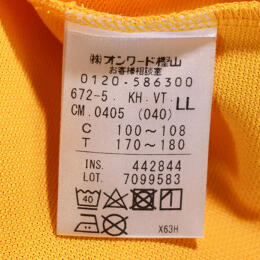 ㈱オンワード樫山
お客様相談室
0120-586300
672-5. KH.VT. LL
CM.0405 (040)
C 100～108
T 170～180
INS. 442844
LOT. 7099583
40
X63H